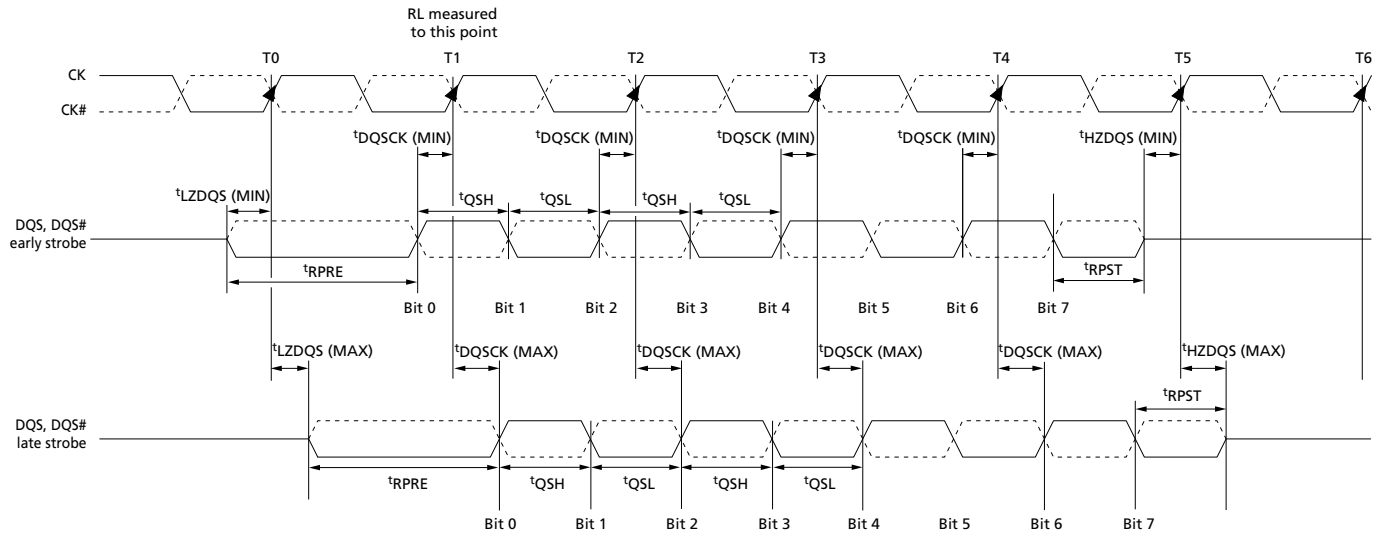 RL measured
to this point
T0 T1 T2 T3 T4 T5 T6
CK
CK#
tDQSCK (MIN) tDQSCK (MIN) tDQSCK (MIN) tDQSCK (MIN) tHZDQS (MIN)
tLZDQS (MIN)
tQSH tQSL tQSH tQSL
DQS, DQS#
early strobe
tRPRE tRPST
Bit 0 Bit 1 Bit 2 Bit 3 Bit 4 Bit 5 Bit 6 Bit 7
tLZDQS (MAX) tDQSCK (MAX) tDQSCK (MAX) tDQSCK (MAX) tDQSCK (MAX) tHZDQS (MAX)
tRPST
DQS, DQS#
late strobe
tRPRE tQSH tQSL tQSH tQSL
Bit 0 Bit 1 Bit 2 Bit 3 Bit 4 Bit 5 Bit 6 Bit 7